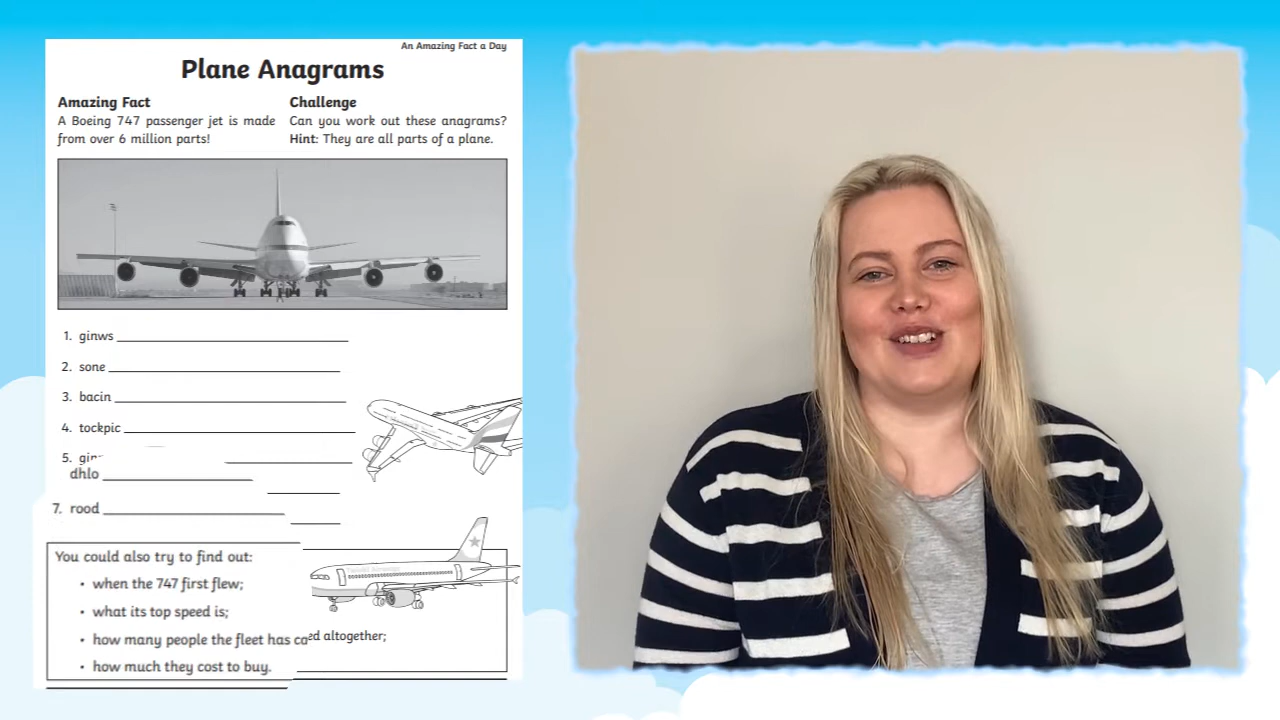 An Amazing Fact a Day
Plane Anagrams
Amazing Fact
A Boeing 747 passenger jet is made
from over 6 million parts!
Challenge
Can you work out these anagrams?
Hint: They are all parts of a plane.
1. ginws
2. sone
3. bacin
4. tockpic
5.
dhlo
7. rood
You could also try to find out:
• when the 747 first flew;
• what its top speed is;
• how many people the fleet has ca ed altogether;
• how much they cost to buy.